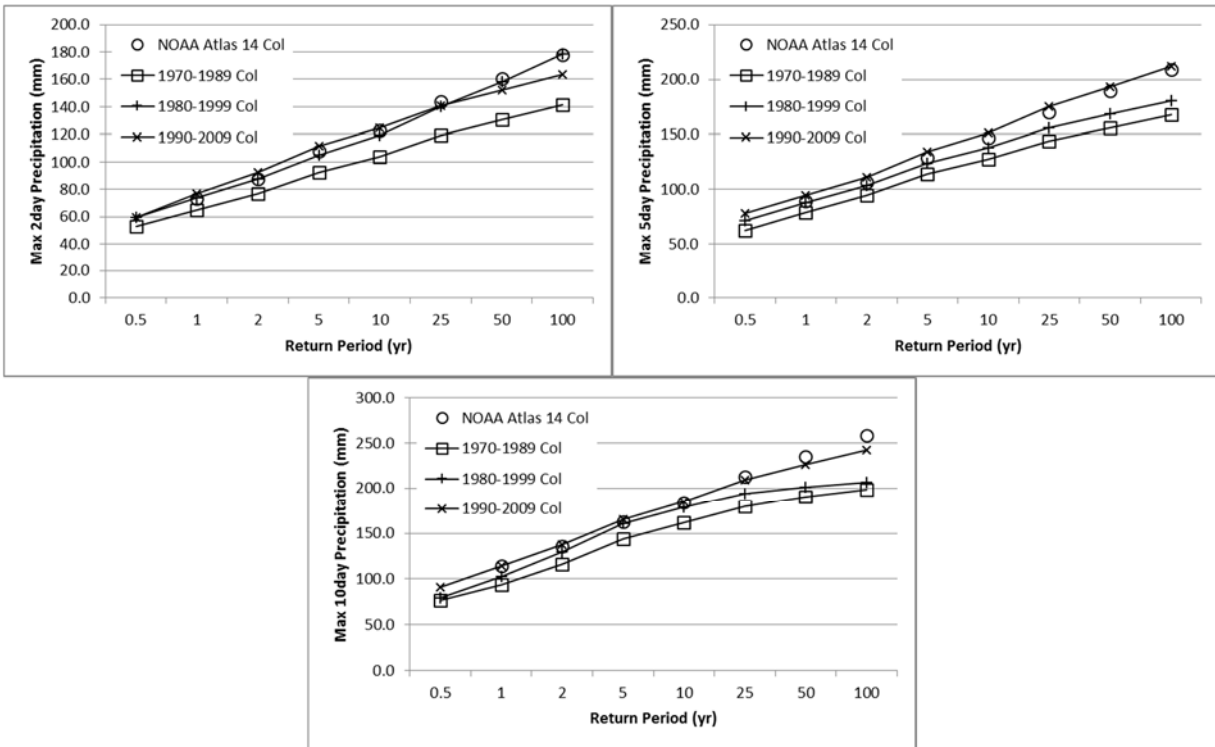 200.0
180.0
160.0
140.0
120.0
100.0
80.0
60.0
40.0
20.0
0.0
Max 2day Precipitation (mm)
NOAA Atlas 14 Col
1970-1989 Col
1980-1999 Col
1990-2009 Col
0.5 1 2 5 10 25 50 100
Return Period (yr)
250.0
200.0
150.0
100.0
50.0
0.0
Max 5day Precipitation (mm)
NOAA Atlas 14 Col
1970-1989 Col
1980-1999 Col
1990-2009 Col
0.5 1 2 5 10 25 50 100
Return Period (yr)
300.0
250.0
200.0
150.0
100.0
50.0
0.0
Max 10day Precipitation (mm)
NOAA Atlas 14 Col
1970-1989 Col
1980-1999 Col
1990-2009 Col
0.5 1 2 5 10 25 50 100
Return Period (yr)